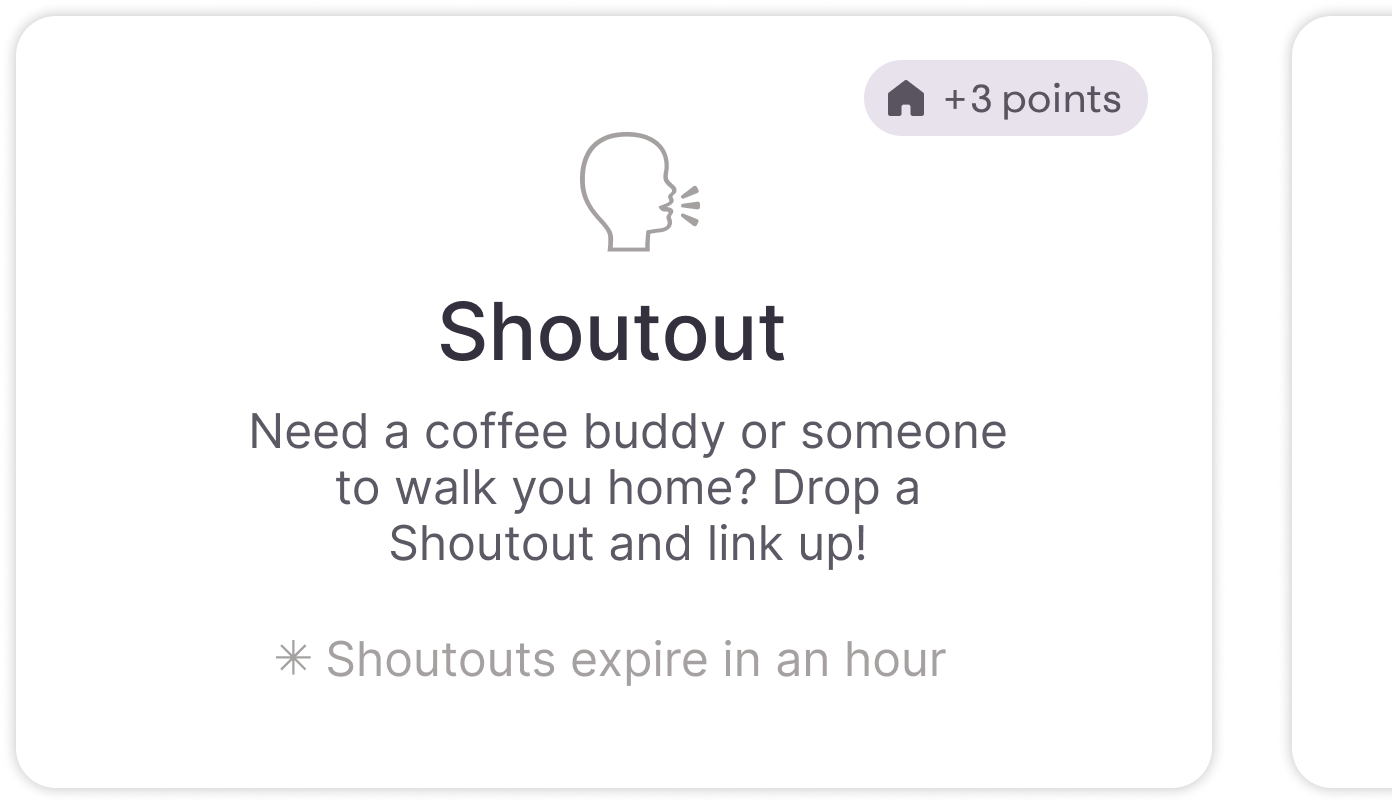 +3 points
Shoutout
Need a coffee buddy or someone
to walk you home? Drop a
Shoutout and link up!
✳ Shoutouts expire in an hour